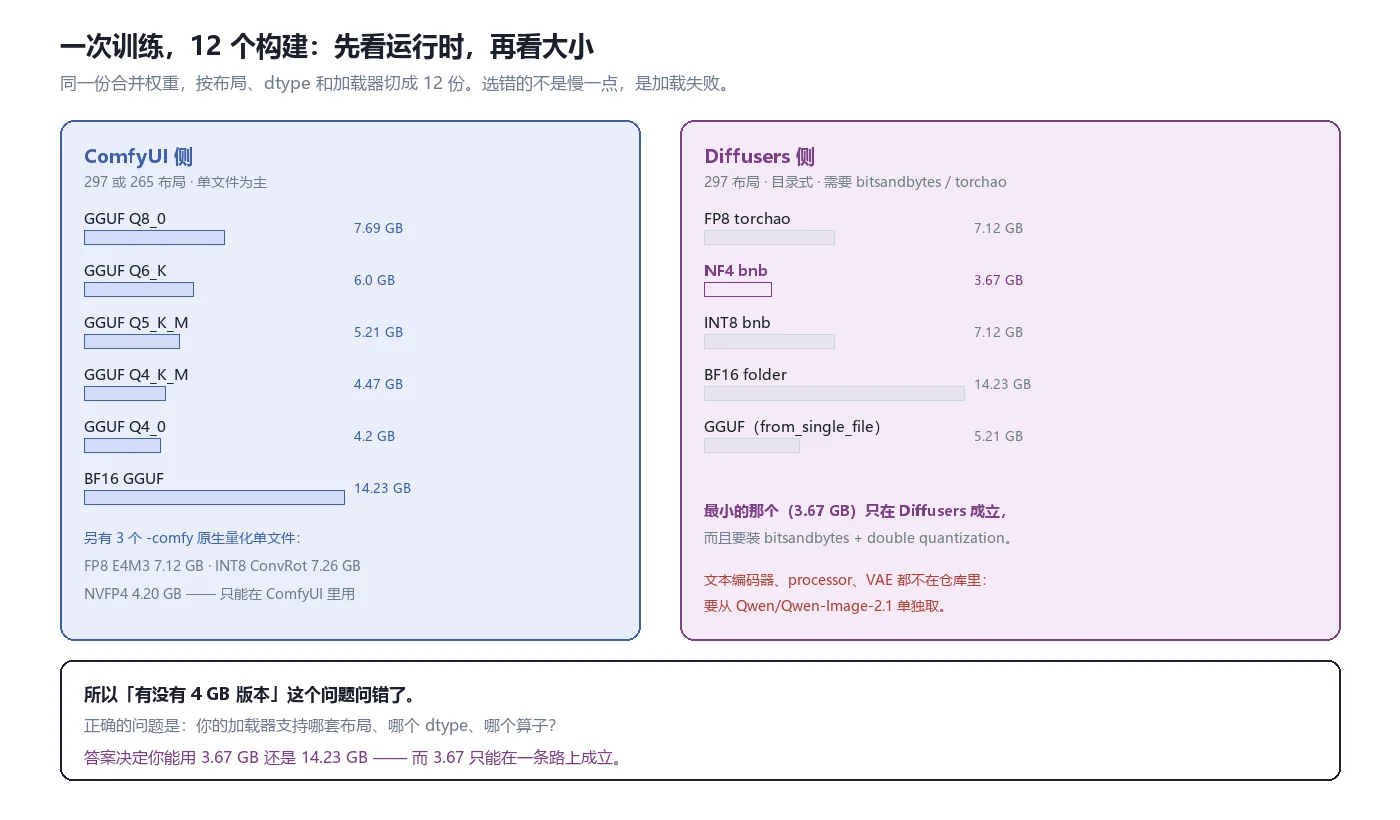 一次训练，12 个构建：先看运行时，再看大小
同一份合并权重，按布局、dtype 和加载器切成 12 份。选错的不是慢一点，是加载失败。
ComfyUI 侧
297 或 265 布局 · 单文件为主
GGUF Q8_0
7.69 GB
GGUF Q6_K
6.0 GB
GGUF Q5_K_M
5.21 GB
GGUF Q4_K_M
4.47 GB
GGUF Q4_0
4.2 GB
BF16 GGUF
14.23 GB
另有 3 个 -comfy 原生量化单文件：
FP8 E4M3 7.12 GB · INT8 ConvRot 7.26 GB
NVFP4 4.20 GB —— 只能在 ComfyUI 里用
Diffusers 侧
297 布局 · 目录式 · 需要 bitsandbytes / torchao
FP8 torchao
7.12 GB
NF4 bnb
3.67 GB
INT8 bnb
7.12 GB
BF16 folder
14.23 GB
GGUF（from_single_file）
5.21 GB
最小的那个（3.67 GB）只在 Diffusers 成立，
而且要装 bitsandbytes + double quantization。
文本编码器、processor、VAE 都不在仓库里：
要从 Qwen/Qwen-Image-2.1 单独取。
所以「有没有 4 GB 版本」这个问题问错了。
正确的问题是：你的加载器支持哪套布局、哪个 dtype、哪个算子？
答案决定你能用 3.67 GB 还是 14.23 GB —— 而 3.67 只能在一条路上成立。